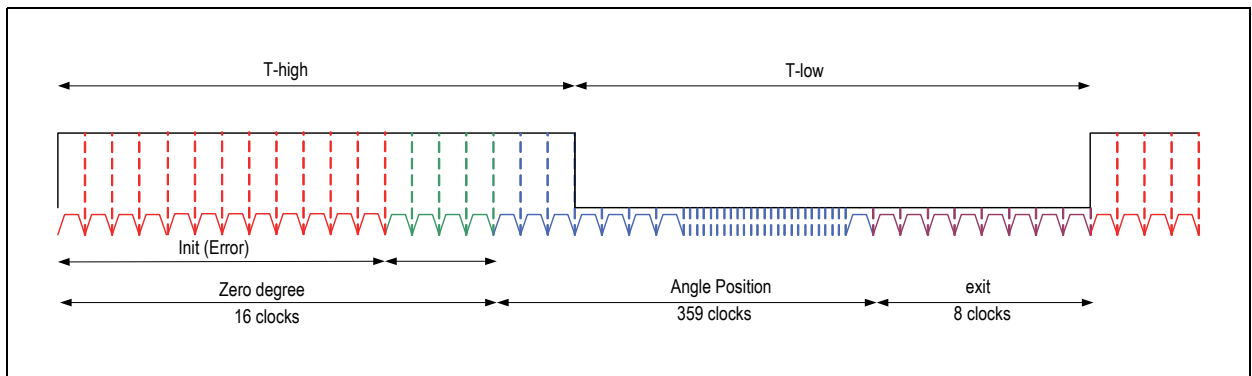 T-high
T-low
Init (Error)
Zero degree
16 clocks
Angle Position
359 clocks
exit
8 clocks